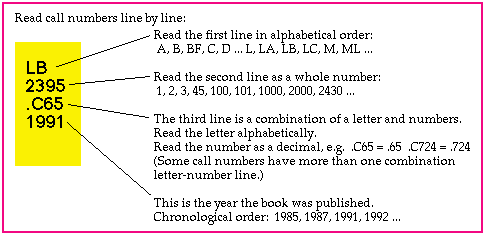 Read call numbers line by line:
LB
2395
.C65
1991
Read the first line in alphabetical order:
A, B, BF, C, D ... L, LA, LB, LC, M, ML ...
Read the second line as a whole number:
1, 2, 3, 45, 100, 101, 1000, 2000, 2430 ...
The third line is a combination of a letter and numbers.
Read the letter alphabetically.
Read the number as a decimal, e.g. .C65 = .65 .C724 = .724
(Some call numbers have more than one combination
letter-number line.)
This is the year the book was published.
Chronological order: 1985, 1987, 1991, 1992 ...